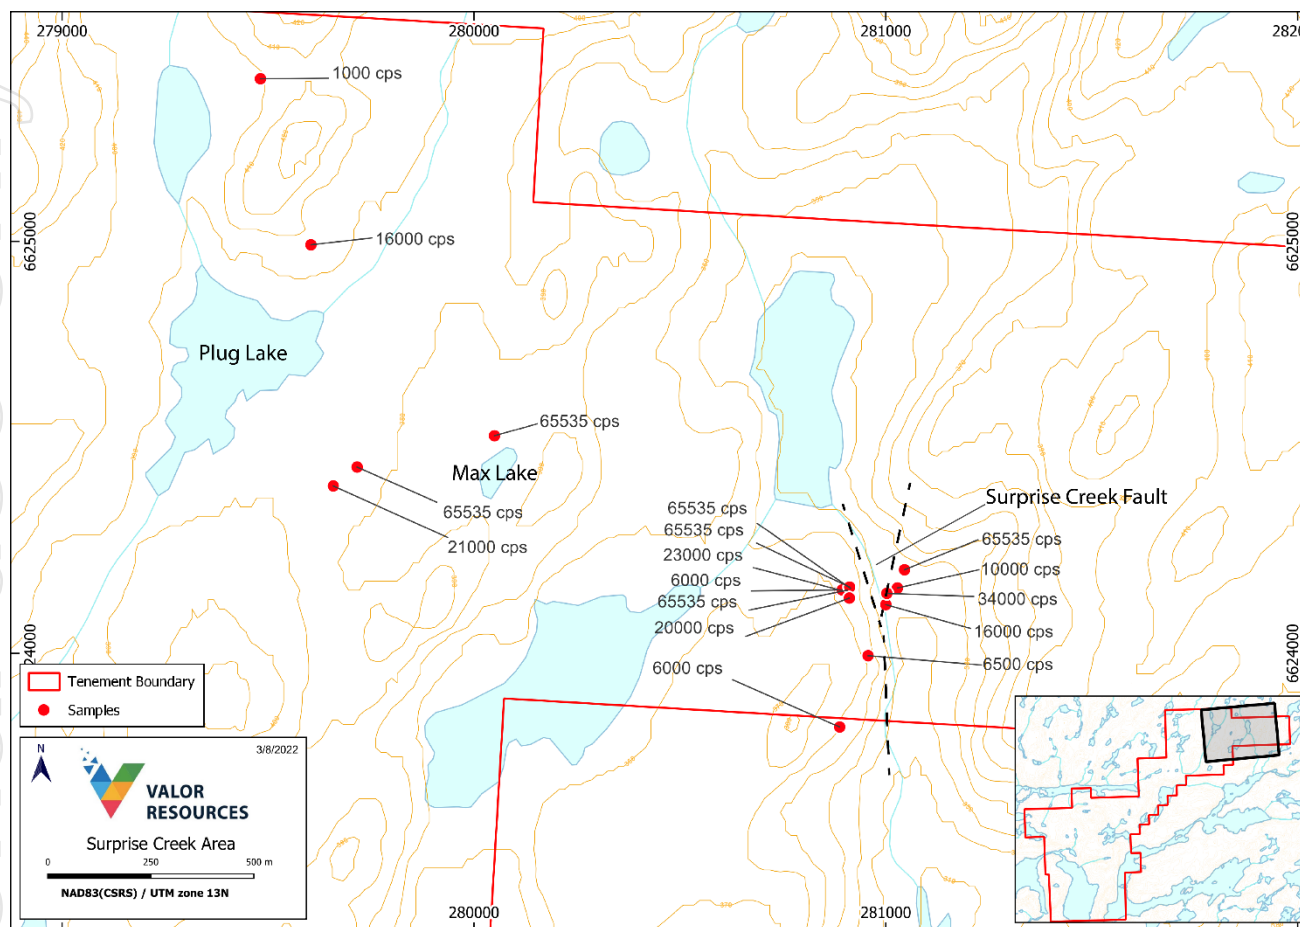 279000
280000
281000
2820
1000 cps
6625000
6625000
16000 cps
Plug Lake
65535 cps
Max Lake
65535 cps
21000 cps
Surprise Creek Fault
65535 cps
65535 cps
23000 cps
6000 cps
65535 cps
20000 cps
6000 cps
65535 cps
10000 cps
34000 cps
16000 cps
6500 cps
24000
6624000
Tenement Boundary
Samples
N
3/8/2022
VALOR
RESOURCES
Surprise Creek Area
0 250 500 m
NAD83(CSRS) / UTM zone 13N
280000
281000